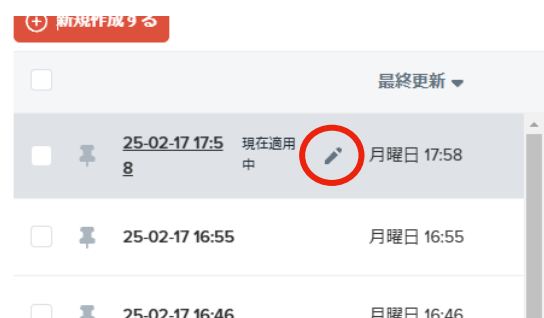 新規作成する
最終更新
25-02-17 17:5
8
現在適用
中
月曜日 17:58
25-02-17 16:55
月曜日 16:55
25-02-17 16:46
月曜日 16:46